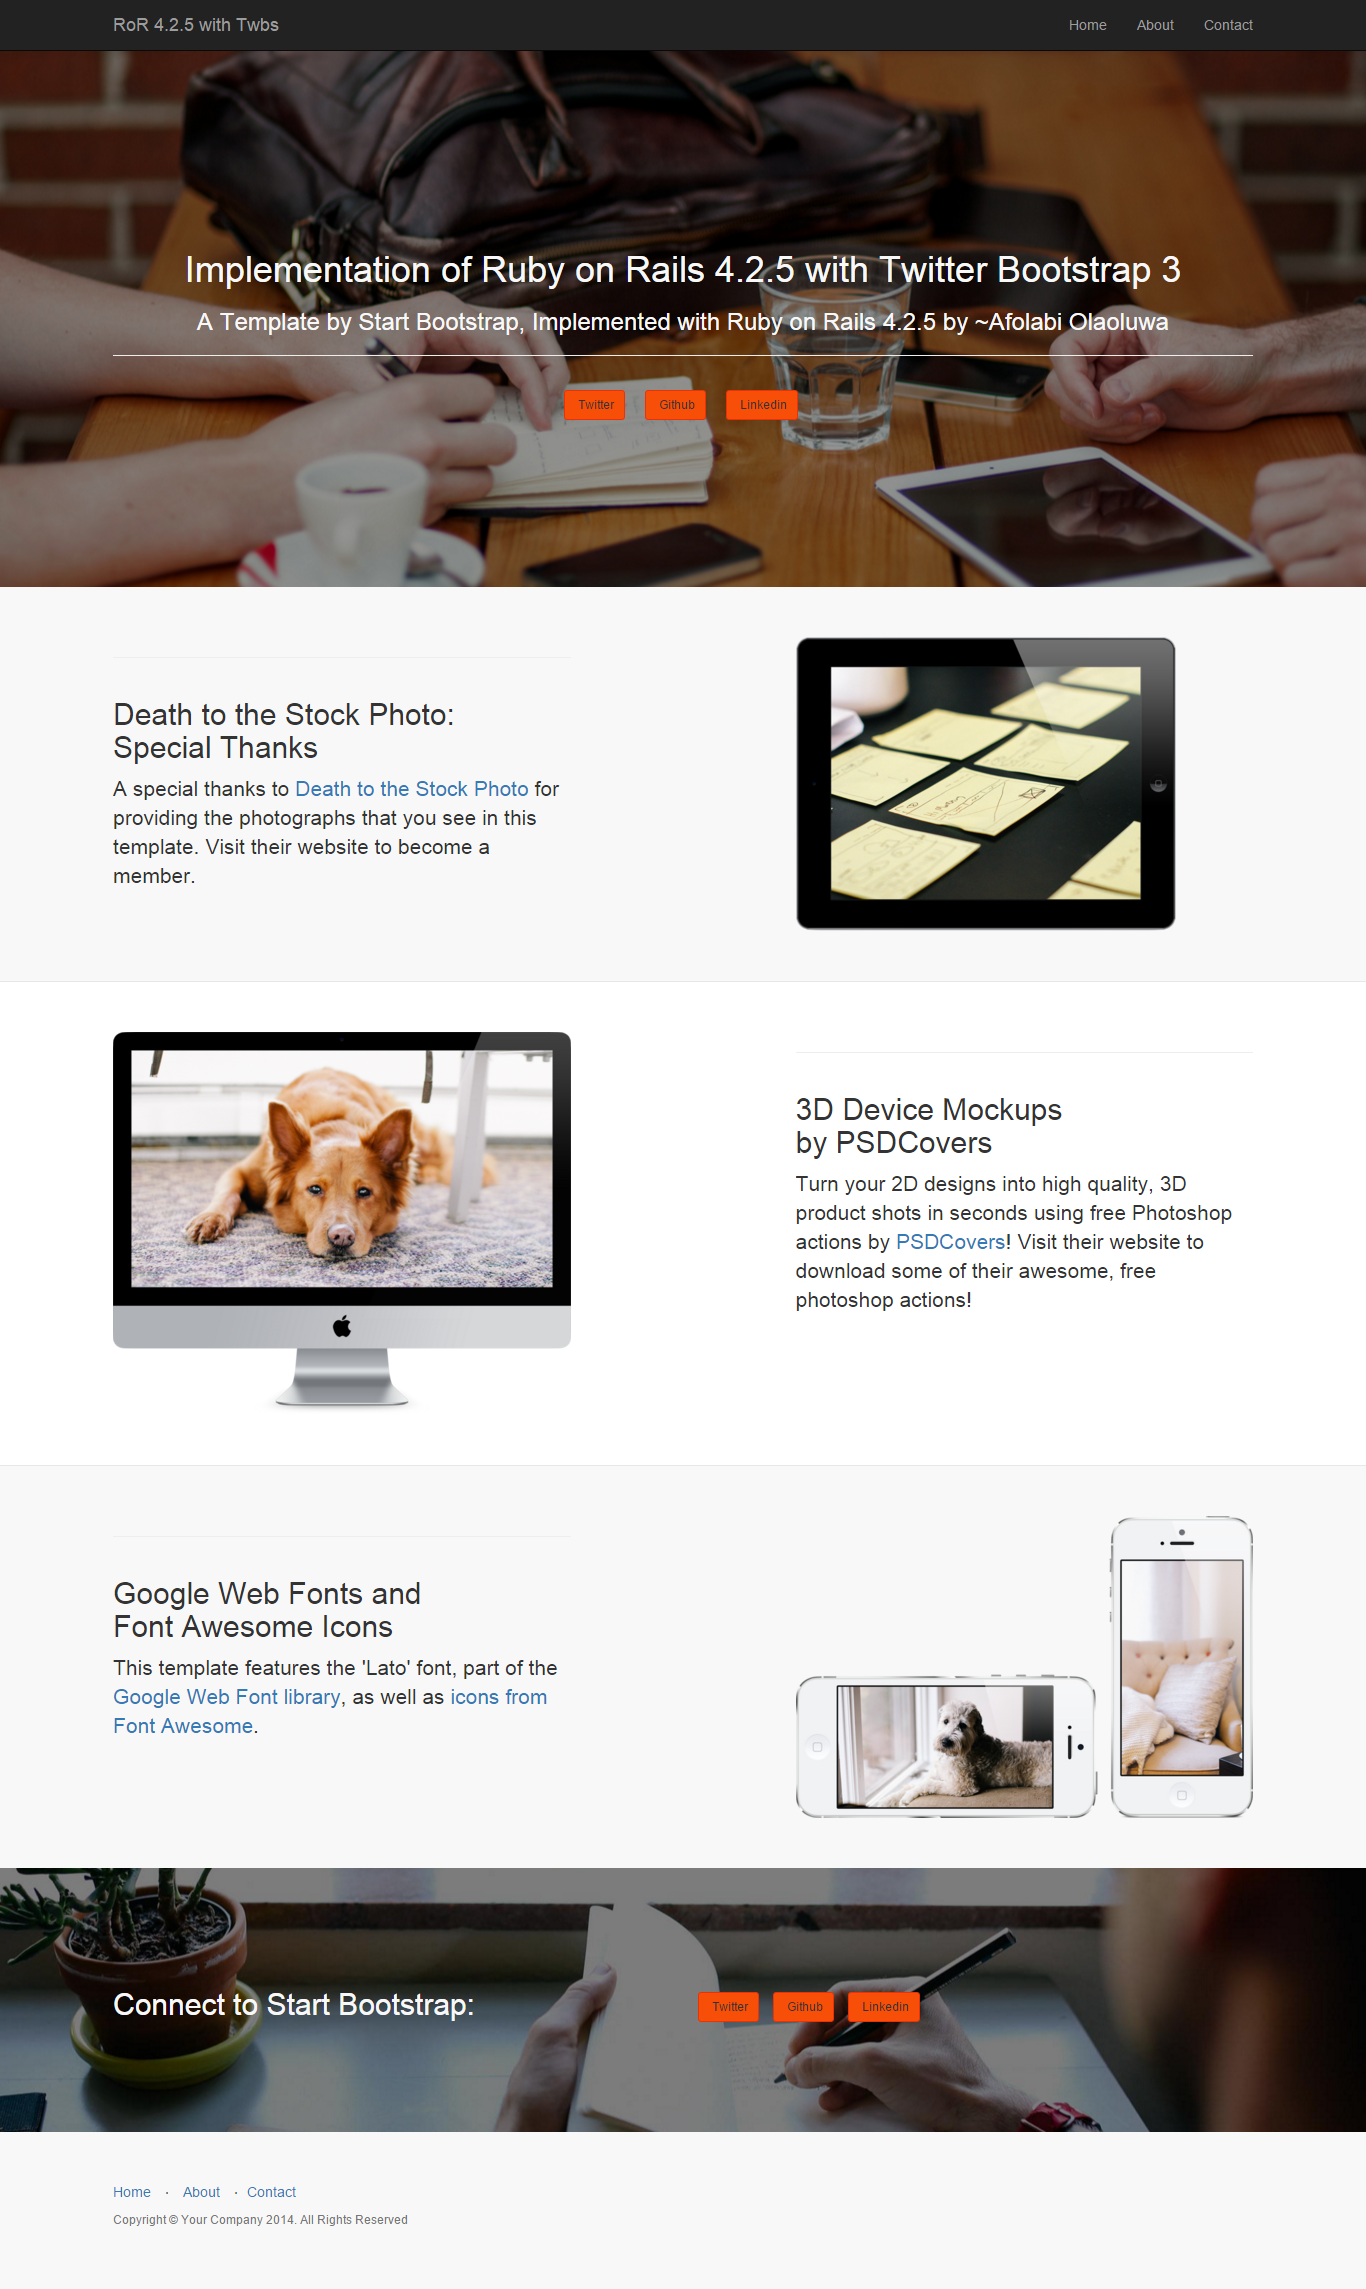 RoR 4.2.5 with Twbs
Home About Contact
Implementation of Ruby on Rails 4.2.5 with Twitter Bootstrap 3
A Template by Start Bootstrap, Implemented with Ruby on Rails 4.2.5 by ~Afolabi Olaoluwa
Twitter Github Linkedin
Death to the Stock Photo:
Special Thanks
A special thanks to Death to the Stock Photo for
providing the photographs that you see in this
template. Visit their website to become a
member.
3D Device Mockups
by PSDCovers
Turn your 2D designs into high quality, 3D
product shots in seconds using free Photoshop
actions by PSDCovers! Visit their website to
download some of their awesome, free
photoshop actions!
Google Web Fonts and
Font Awesome Icons
This template features the 'Lato' font, part of the
Google Web Font library, as well as icons from
Font Awesome.
Connect to Start Bootstrap:
Twitter Github Linkedin
Home · About · Contact
Copyright © Your Company 2014. All Rights Reserved